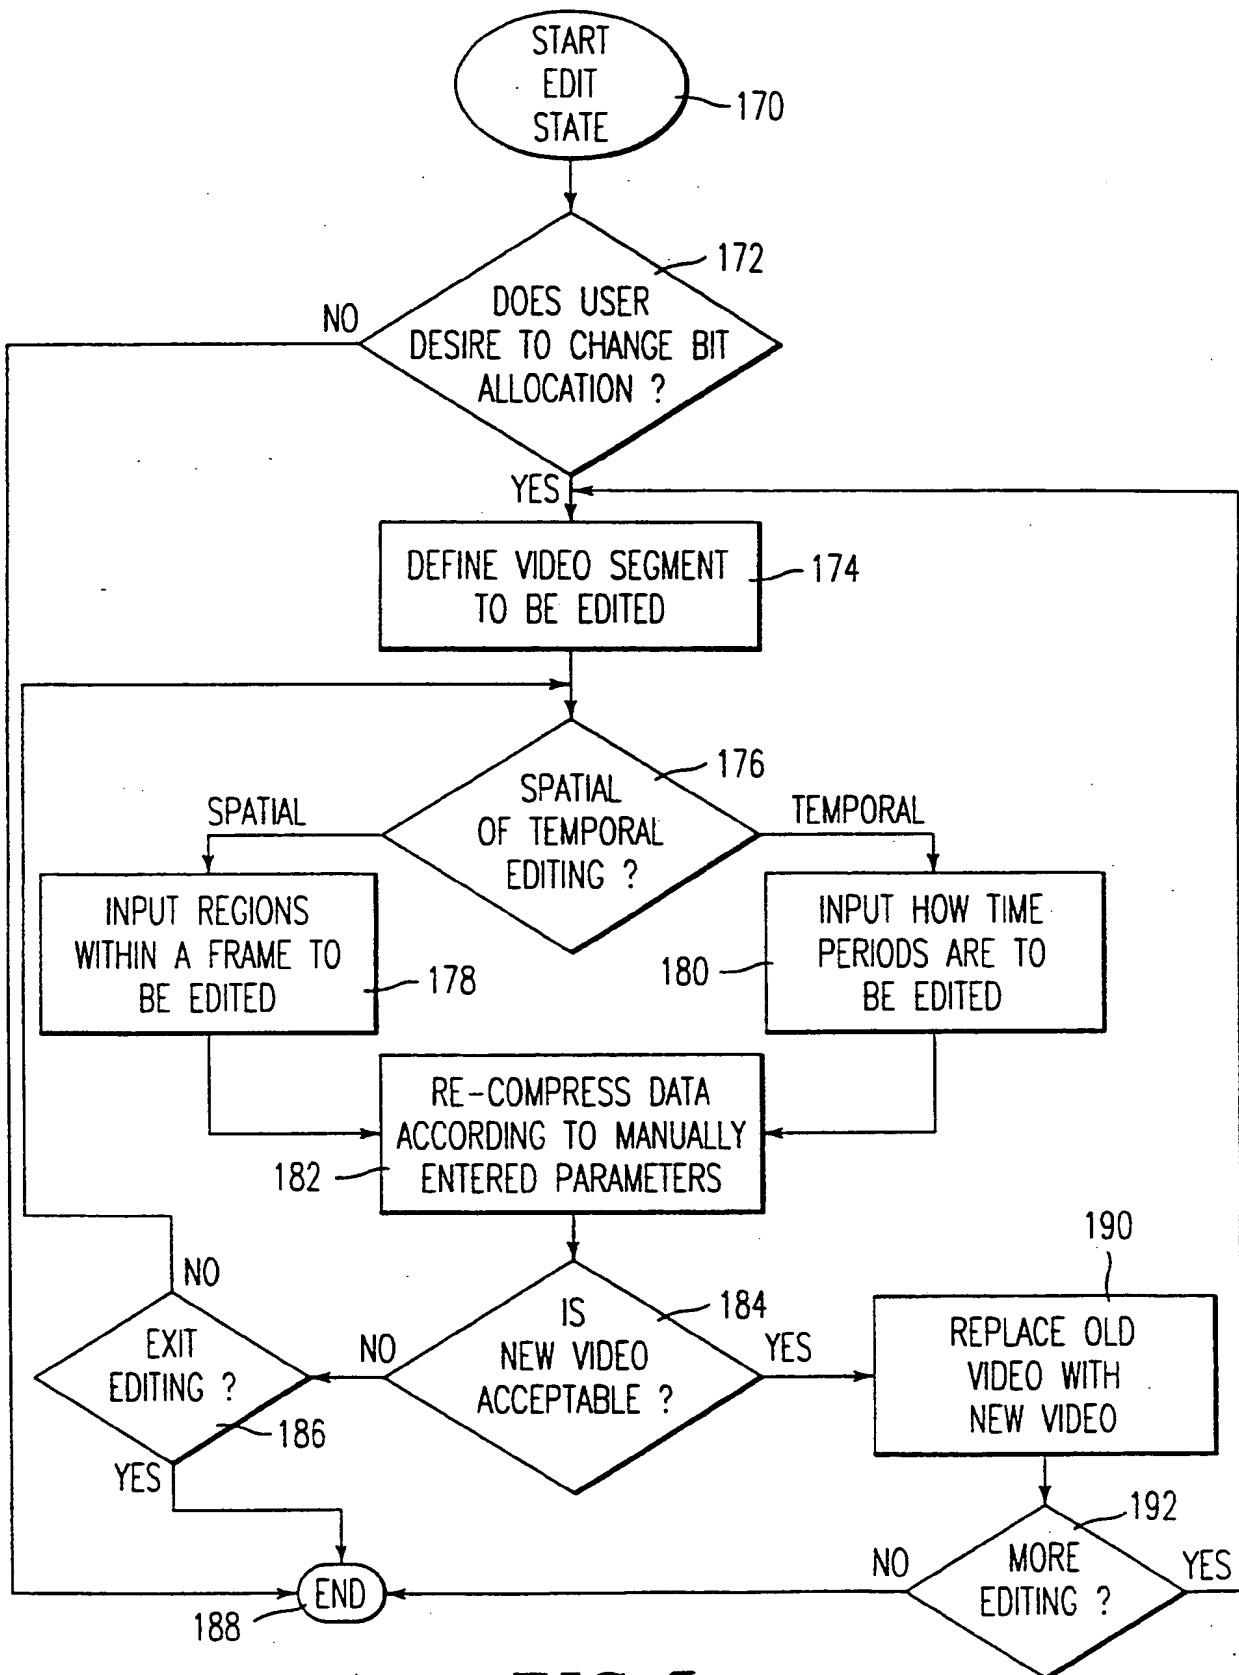 START
EDIT
STATE
170
172
DOES USER
DESIRE TO CHANGE BIT
ALLOCATION ?
NO
YES
DEFINE VIDEO SEGMENT
TO BE EDITED
174
176
SPATIAL
OF TEMPORAL
EDITING ?
SPATIAL
TEMPORAL
INPUT REGIONS
WITHIN A FRAME TO
BE EDITED
178
INPUT HOW TIME
PERIODS ARE TO
BE EDITED
180
RE-COMPRESS DATA
ACCORDING TO MANUALLY
ENTERED PARAMETERS
182
IS
NEW VIDEO
ACCEPTABLE ?
184
NO
YES
EXIT
EDITING ?
186
NO
YES
190
REPLACE OLD
VIDEO WITH
NEW VIDEO
192
MORE
EDITING ?
NO
YES
END
188